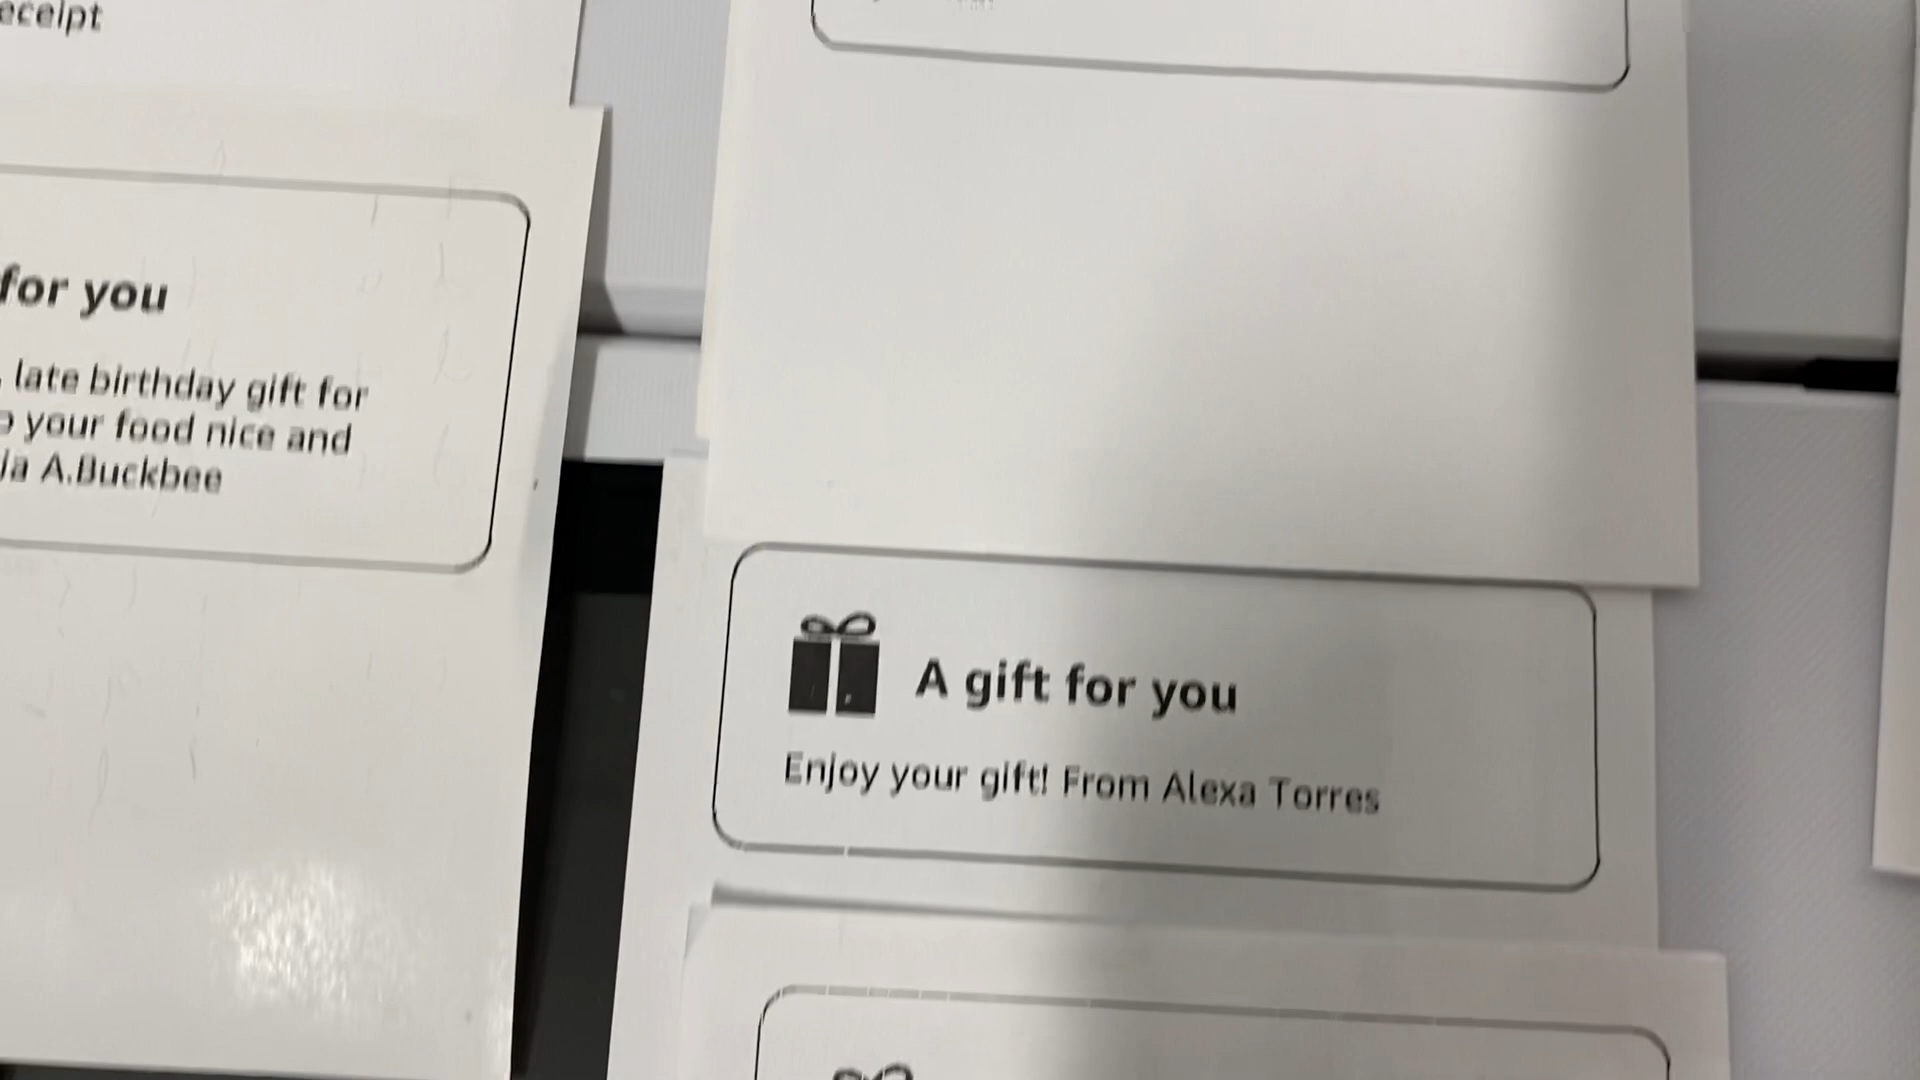 for you
late birthday gift for
your food nice and
A.Buckbee
A gift for you
Enjoy your gift! From Alexa Torres